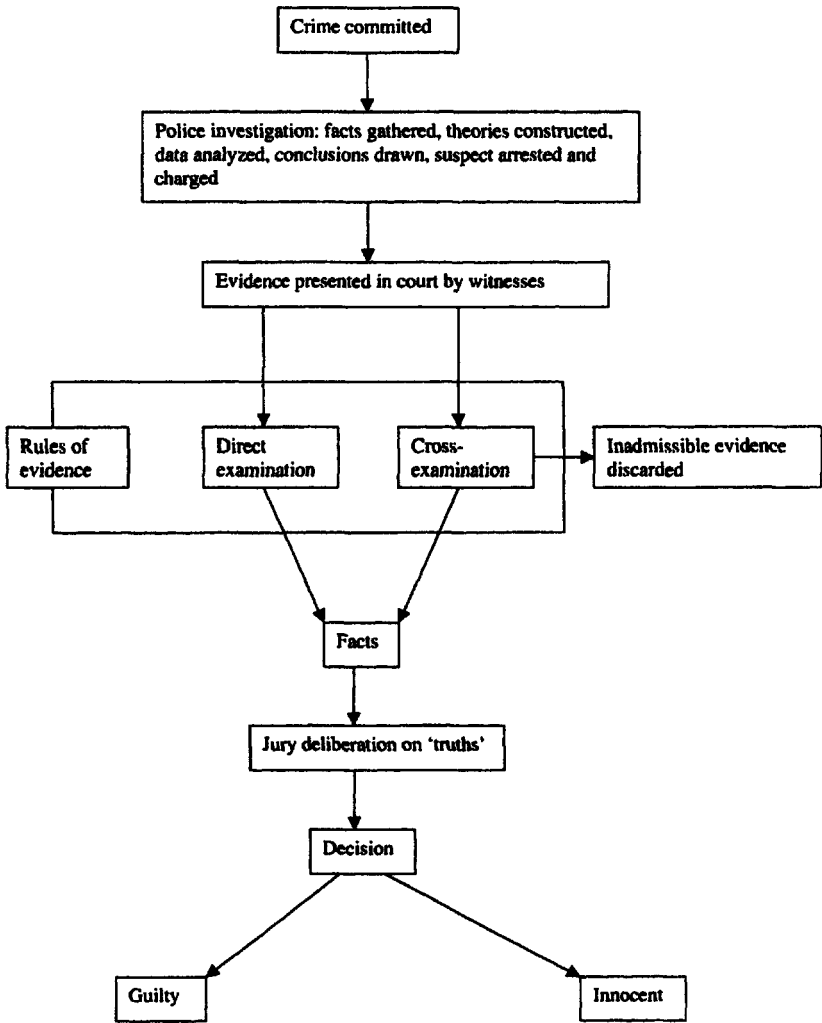 Crime committed
Police investigation: facts gathered, theories constructed,
data analyzed, conclusions drawn, suspect arrested and
charged
Evidence presented in court by witnesses
Rules of
evidence
Direct
examination
Cross-
examination
Inadmissible evidence
discarded
Facts
Jury deliberation on ‘truths’
Decision
Guilty
Innocent